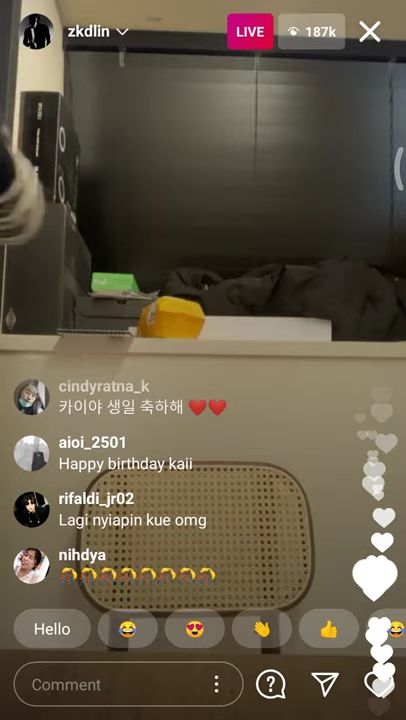 zkdlin
LIVE
187k
cindyratna_k
카이야 생일 축하해 ❤️❤️
aioi_2501
Happy birthday kaii
rifaldi_jr02
Lagi nyiapin kue omg
nihdya
Hello
Comment